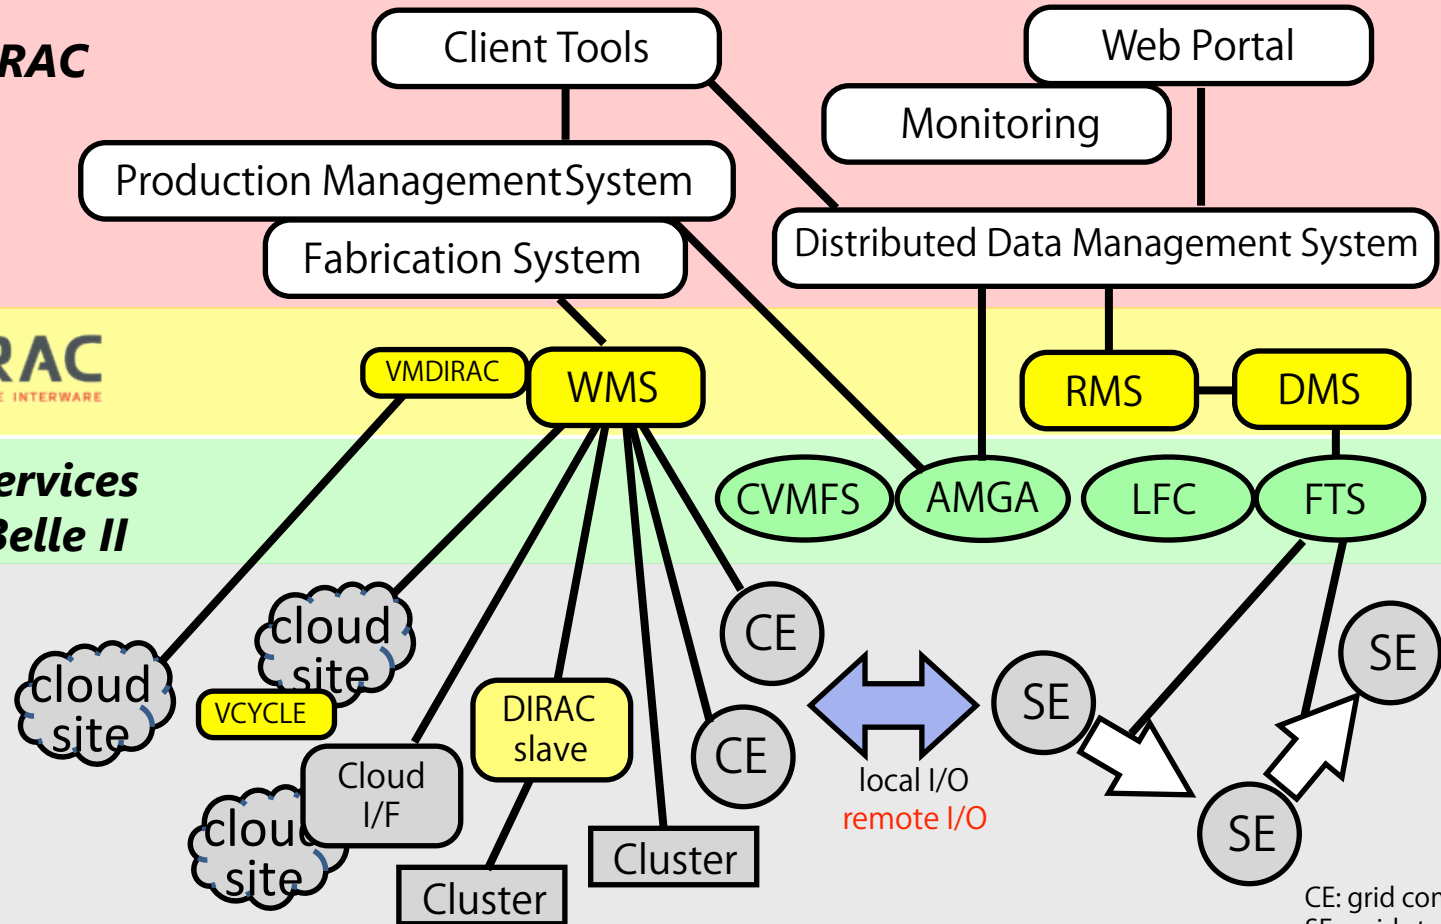 RAC
Client Tools
Web Portal
Monitoring
Production Management System
Fabrication System
Distributed Data Management System
RAC
E INTERWARE
VMDIRAC
WMS
RMS
DMS
ervices
Belle II
CVMFS
AMGA
LFC
FTS
cloud
site
cloud
site
VCYCLE
DIRAC
slave
CE
CE
SE
SE
SE
local I/O
remote I/O
Cloud
I/F
cloud
site
Cluster
Cluster
CE: grid con